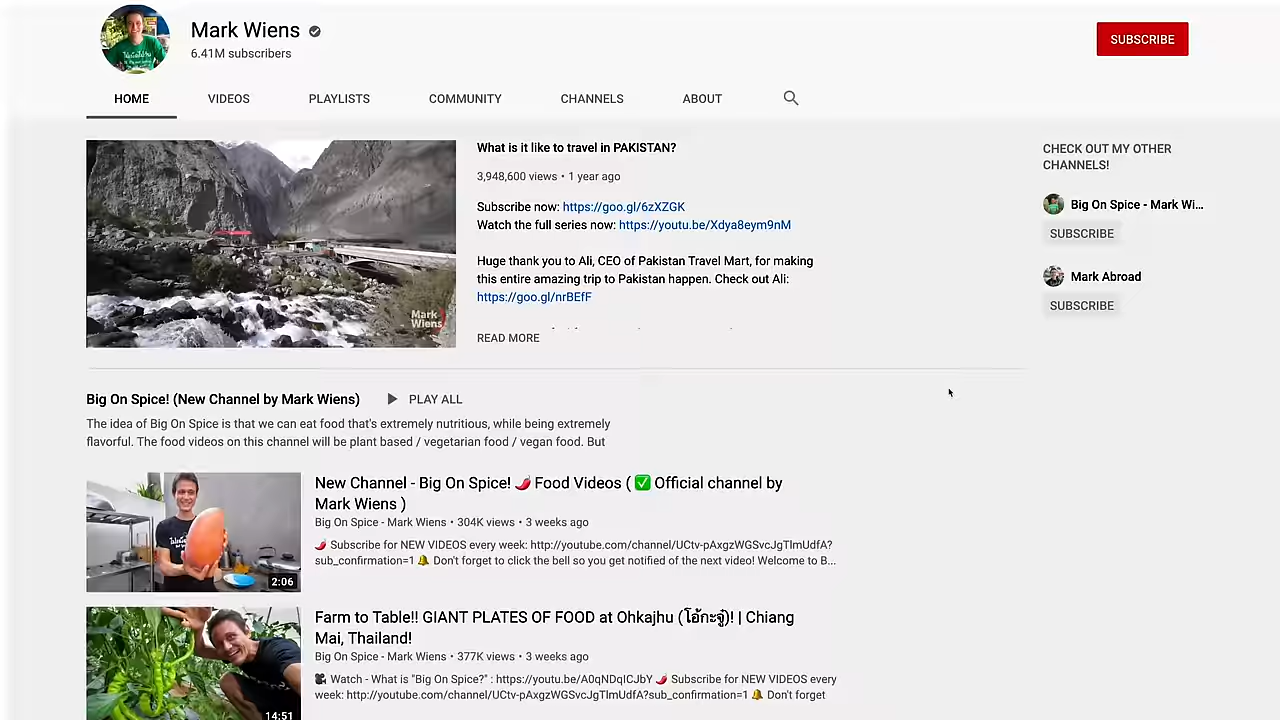 Mark Wiens
6.41M subscribers
SUBSCRIBE
HOME
VIDEOS
PLAYLISTS
COMMUNITY
CHANNELS
ABOUT
Mark
Wiens
What is it like to travel in PAKISTAN?
3,948,600 views • 1 year ago
Subscribe now: https://goo.gl/6zXZGK
Watch the full series now: https://youtu.be/Xdya8eym9nM
Huge thank you to Ali, CEO of Pakistan Travel Mart, for making
this entire amazing trip to Pakistan happen. Check out Ali:
https://goo.gl/nrBEfF
READ MORE
CHECK OUT MY OTHER
CHANNELS!
Big On Spice - Mark Wi...
SUBSCRIBE
Mark Abroad
SUBSCRIBE
Big On Spice! (New Channel by Mark Wiens)
PLAY ALL
The idea of Big On Spice is that we can eat food that's extremely nutritious, while being extremely
flavorful. The food videos on this channel will be plant based / vegetarian food / vegan food. But
2:06
New Channel - Big On Spice! 🌶️ Food Videos ( ✅ Official channel by
Mark Wiens )
Big On Spice - Mark Wiens • 304K views • 3 weeks ago
🌶️ Subscribe for NEW VIDEOS every week: http://youtube.com/channel/UCtv-pAxgzWGSvcJgTlmUdfA?
sub_confirmation=1 🔔 Don't forget to click the bell so you get notified of the next video! Welcome to B...
14:51
Farm to Table!! GIANT PLATES OF FOOD at Ohkajhu (โอ้กะจู๋)! | Chiang
Mai, Thailand!
Big On Spice - Mark Wiens • 377K views • 3 weeks ago
🎥 Watch - What is "Big On Spice?" : https://youtu.be/A0qNDqICJbY 🌶️ Subscribe for NEW VIDEOS every
week: http://youtube.com/channel/UCtv-pAxgzWGSvcJgTlmUdfA?sub_confirmation=1 🔔 Don't forget